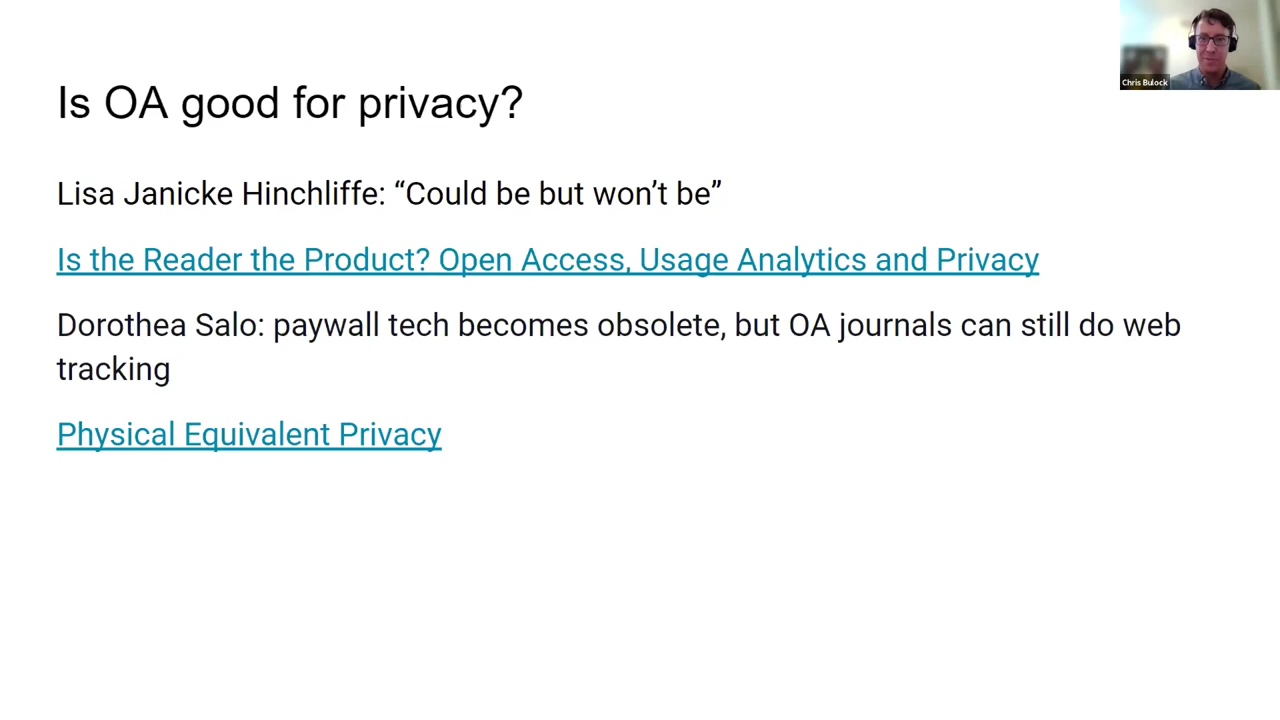 Chris Bulock
Is OA good for privacy?
Lisa Janicke Hinchliffe: “Could be but won’t be”
Is the Reader the Product? Open Access, Usage Analytics and Privacy
Dorothea Salo: paywall tech becomes obsolete, but OA journals can still do web
tracking
Physical Equivalent Privacy